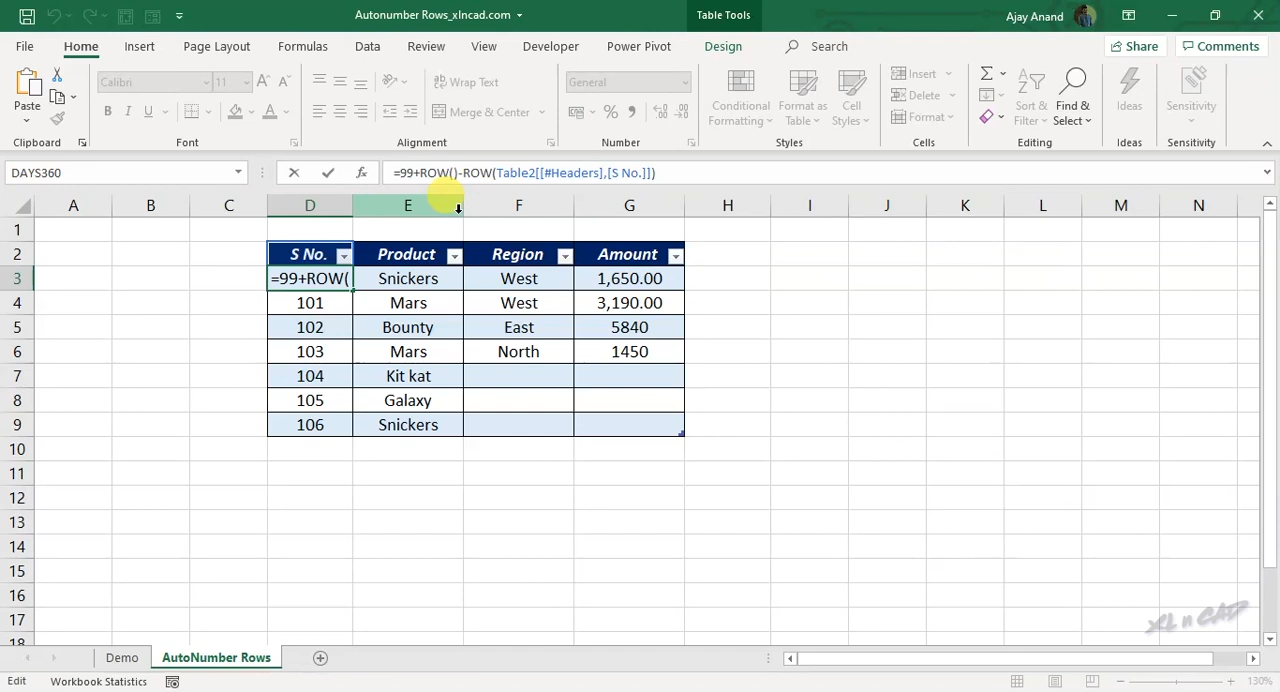 Autonumber Rows_xlncad.com
Table Tools
Ajay Anand
File Home Insert Page Layout Formulas Data Review View Developer Power Pivot Design Search Share Comments
Calibri 11 Wrap Text General Insert Σ
Paste B I U Merge & Center % , Conditional Formatting Format as Table Cell Styles Delete Format Sort & Filter Find & Select Ideas Sensitivity
Clipboard Font Alignment Number Styles Cells Editing Ideas Sensitivity
DAYS360 fx =99+ROW()-ROW(Table2[[#Headers],[S No.]])
A B C D E F G H I J K L M N
1
2 S No. Product Region Amount
3 =99+ROW( Snickers West 1,650.00
4 101 Mars West 3,190.00
5 102 Bounty East 5840
6 103 Mars North 1450
7 104 Kit kat
8 105 Galaxy
9 106 Snickers
10
11
12
13
14
15
16
17
18
XL n CAD
Demo AutoNumber Rows
Edit Workbook Statistics 130%